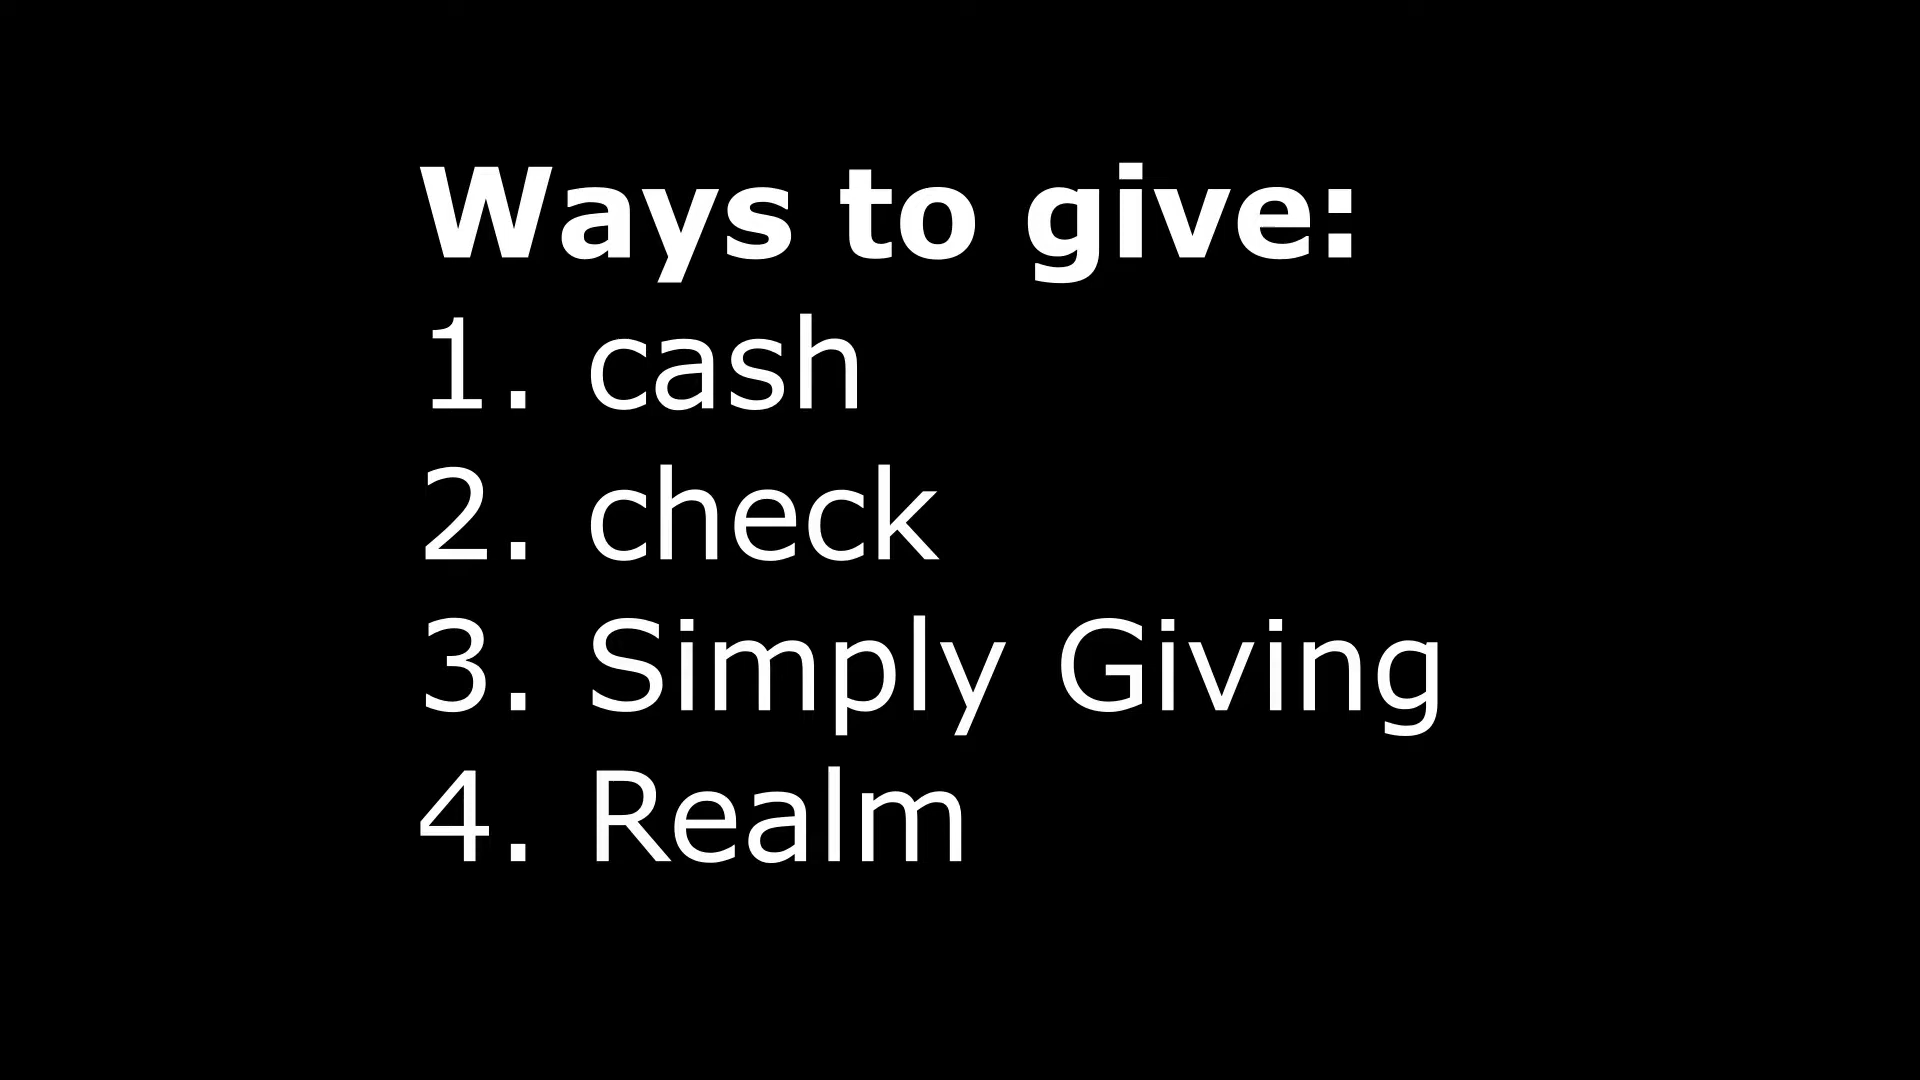 Ways to give:
1. cash
2. check
3. Simply Giving
4. Realm